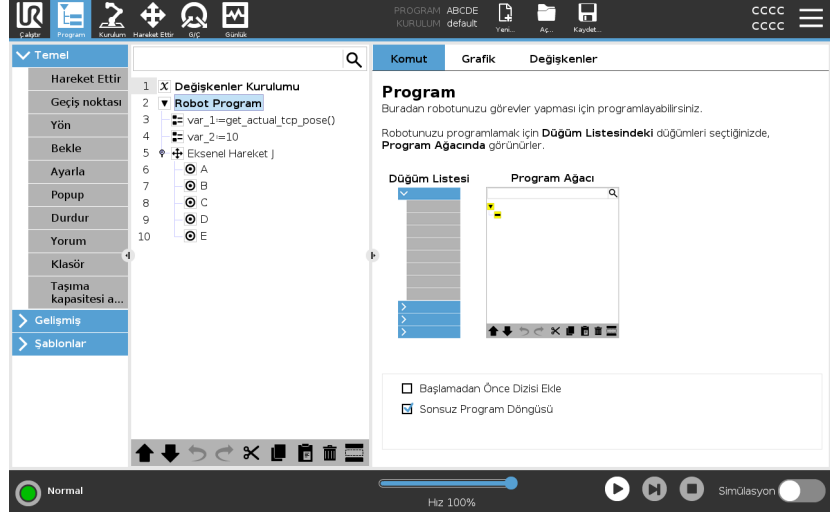 PROGRAM ABCDE
KURULUM default
CCCC
CCCC
Çalıştır Program Kurulum Hareket Ettir G/Ç Günlük
Yeni... Aç... Kaydet...
Temel
Hareket Ettir
Geçiş noktası
Yön
Bekle
Ayarla
Popup
Durdur
Yorum
Klasör
Taşıma
kapasitesi a...
Gelişmiş
Şablonlar
1 X Değişkenler Kurulumu
2 Robot Program
3 var_1:=get_actual_tcp_pose()
4 var_2:=10
5 Eksenel Hareket J
6 A
7 B
8 C
9 D
10 E
Komut Grafik Değişkenler
Program
Buradan robotunuzu görevler yapması için programlayabilirsiniz.
Robotunuzu programlamak için Düğüm Listesindeki düğümleri seçtiğinizde,
Program Ağacında görünürler.
Düğüm Listesi Program Ağacı
Başlamadan Önce Dizisi Ekle
Sonsuz Program Döngüsü
Normal
Hız 100%
Simülasyon